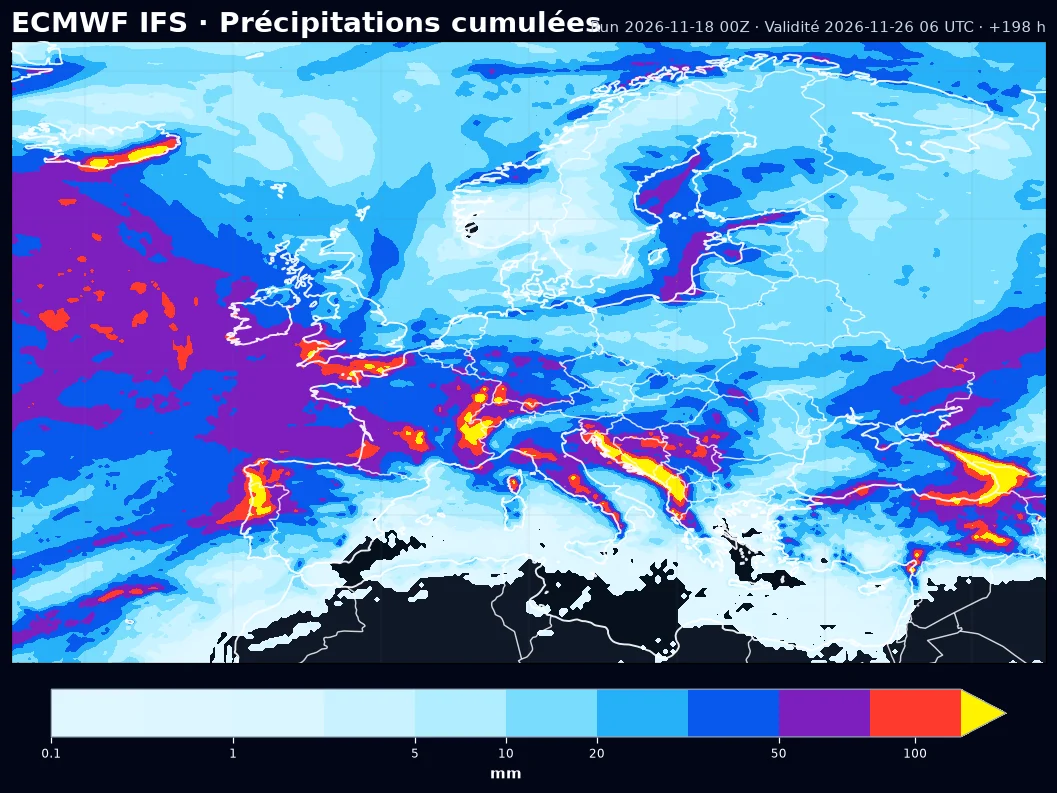 ECMWF IFS · Précipitations cumulées
Run 2026-11-18 00Z · Validité 2026-11-26 06 UTC · +198 h
0.1 1 5 10 20 50 100
mm